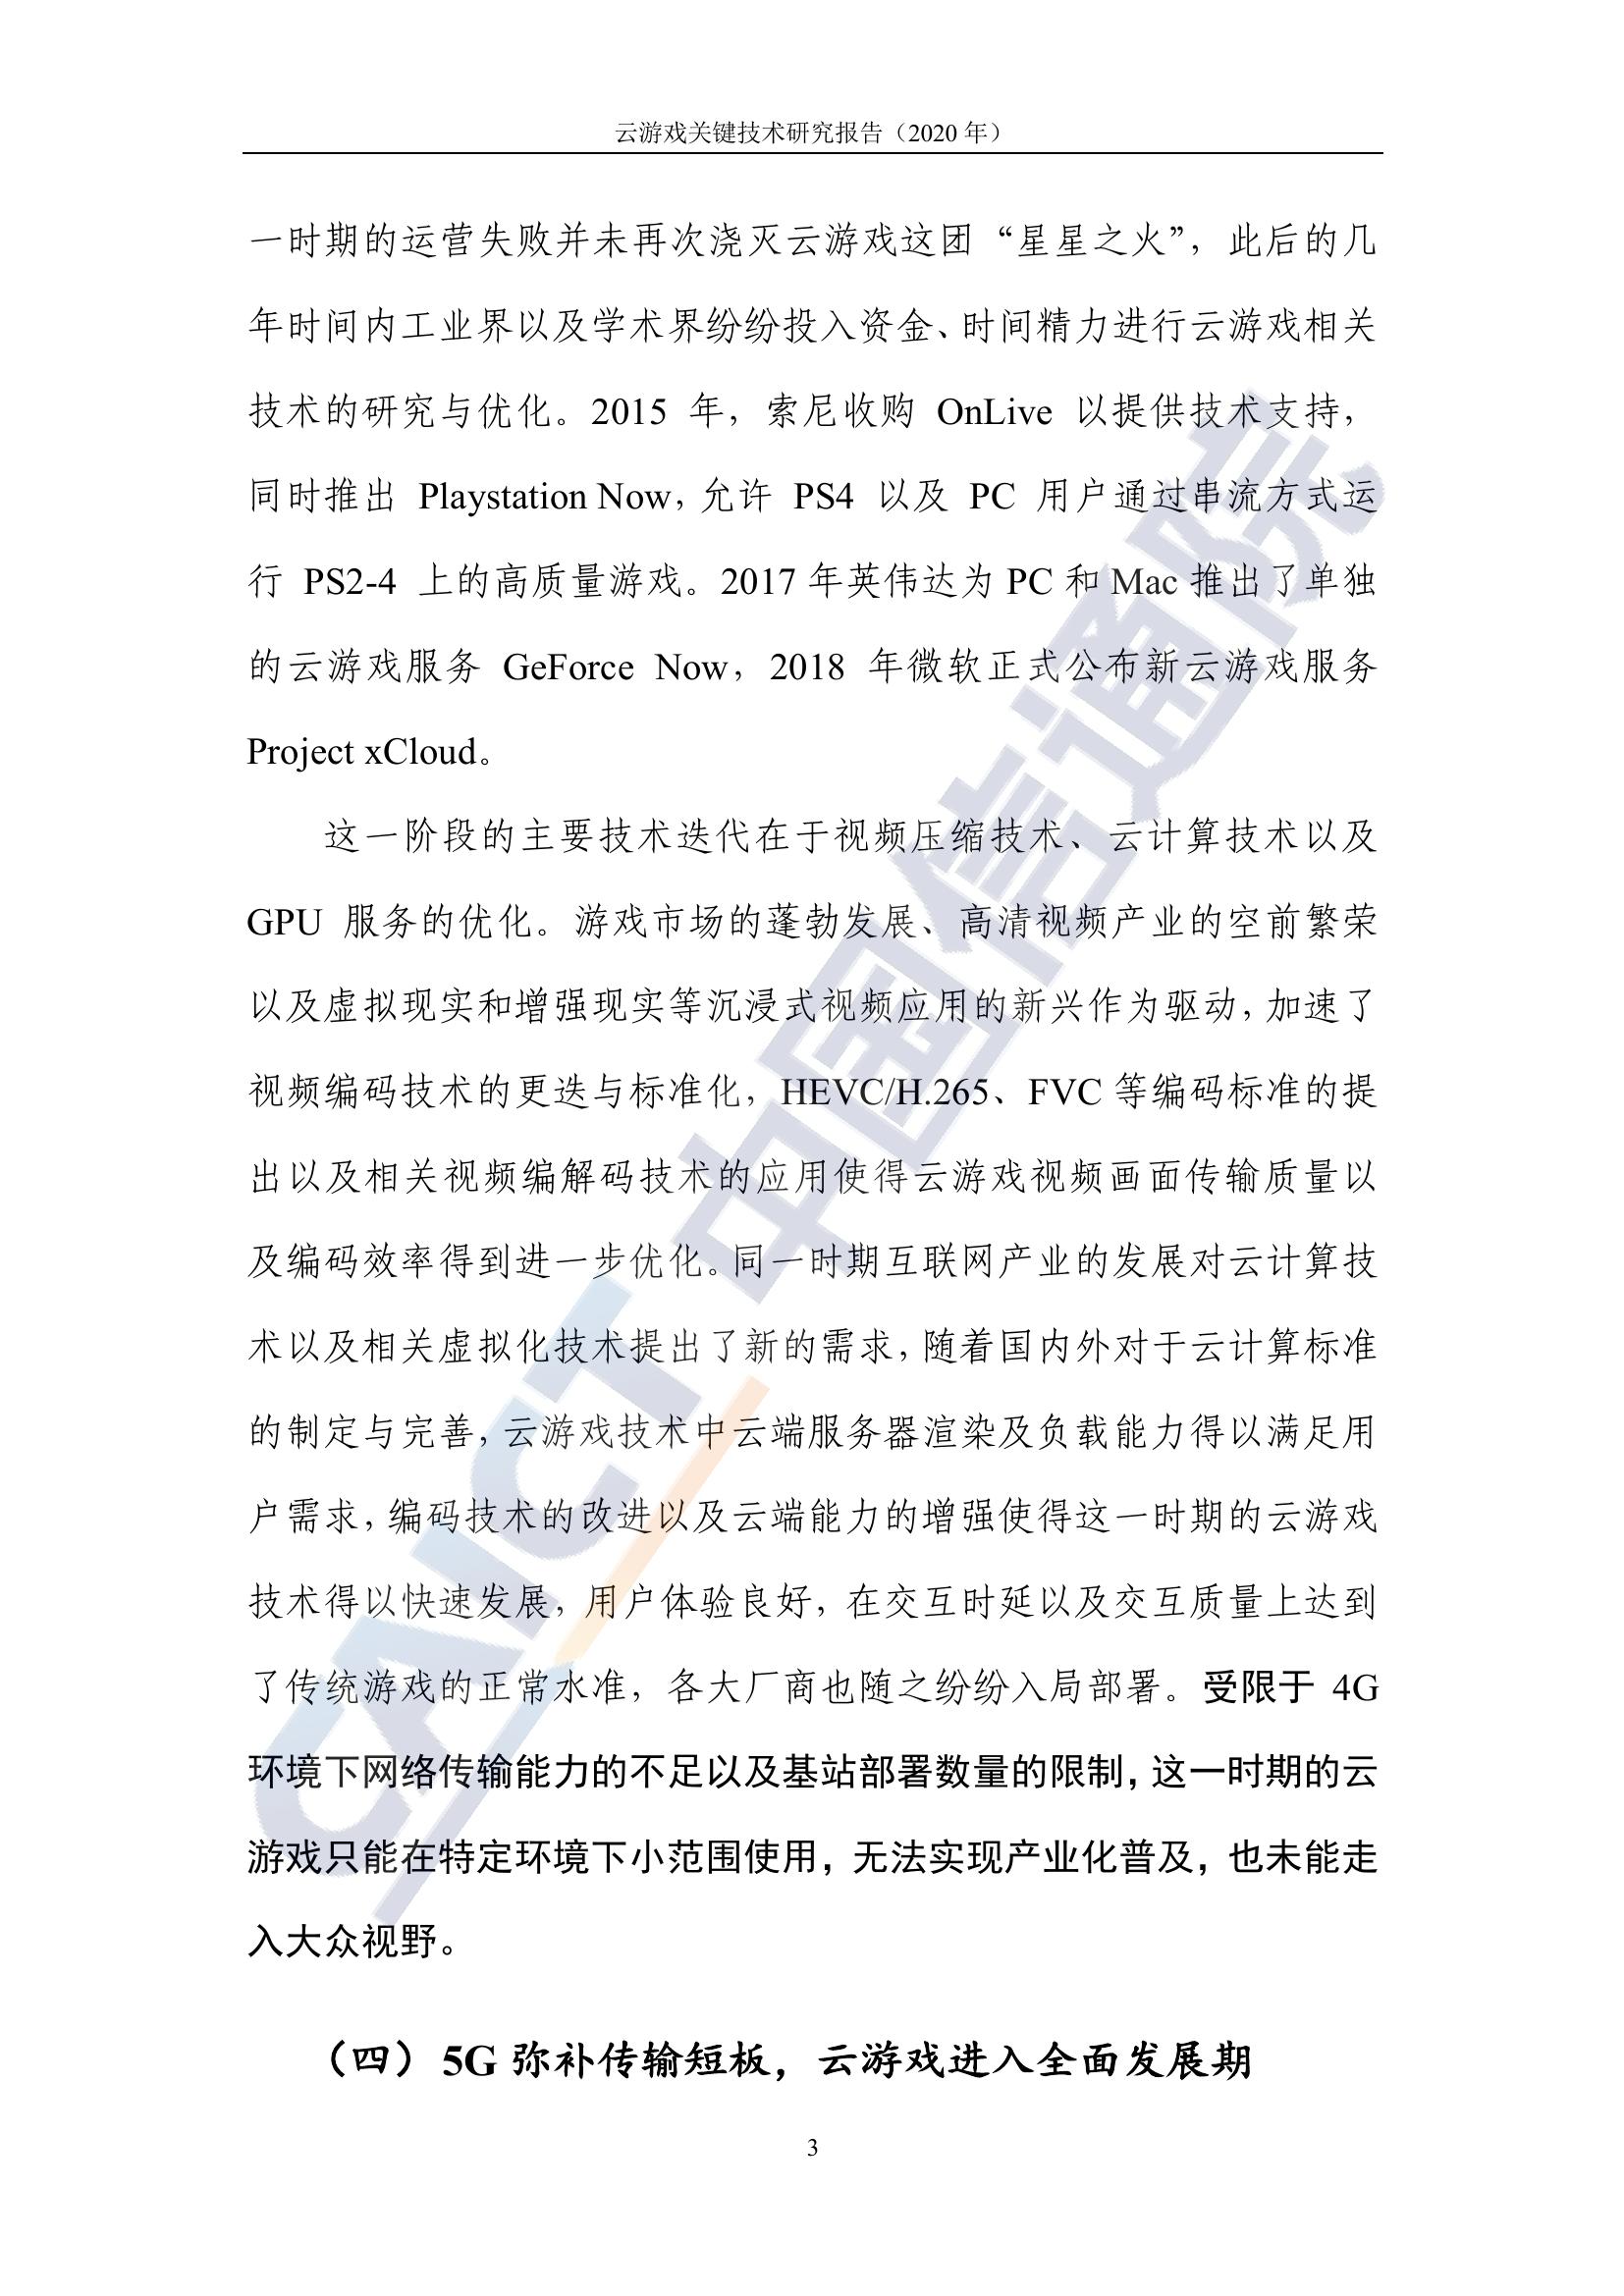 云游戏关键技术研究报告（2020 年）
一时期的运营失败并未再次浇灭云游戏这团“星星之火”，此后的几
年时间内工业界以及学术界纷纷投入资金、时间精力进行云游戏相关
技术的研究与优化。2015 年，索尼收购 OnLive 以提供技术支持，
同时推出 Playstation Now，允许 PS4 以及 PC 用户通过串流方式运
行 PS2-4 上的高质量游戏。2017 年英伟达为 PC 和 Mac 推出了单独
的云游戏服务 GeForce Now，2018 年微软正式公布新云游戏服务
Project xCloud。
这一阶段的主要技术迭代在于视频压缩技术、云计算技术以及
GPU 服务的优化。游戏市场的蓬勃发展、高清视频产业的空前繁荣
以及虚拟现实和增强现实等沉浸式视频应用的新兴作为驱动，加速了
视频编码技术的更迭与标准化，HEVC/H.265、FVC 等编码标准的提
出以及相关视频编解码技术的应用使得云游戏视频画面传输质量以
及编码效率得到进一步优化。同一时期互联网产业的发展对云计算技
术以及相关虚拟化技术提出了新的需求，随着国内外对于云计算标准
的制定与完善，云游戏技术中云端服务器渲染及负载能力得以满足用
户需求，编码技术的改进以及云端能力的增强使得这一时期的云游戏
技术得以快速发展，用户体验良好，在交互时延以及交互质量上达到
了传统游戏的正常水准，各大厂商也随之纷纷入局部署。受限于 4G
环境下网络传输能力的不足以及基站部署数量的限制，这一时期的云
游戏只能在特定环境下小范围使用，无法实现产业化普及，也未能走
入大众视野。
（四）5G 弥补传输短板，云游戏进入全面发展期
3
CAICT 中国信通院